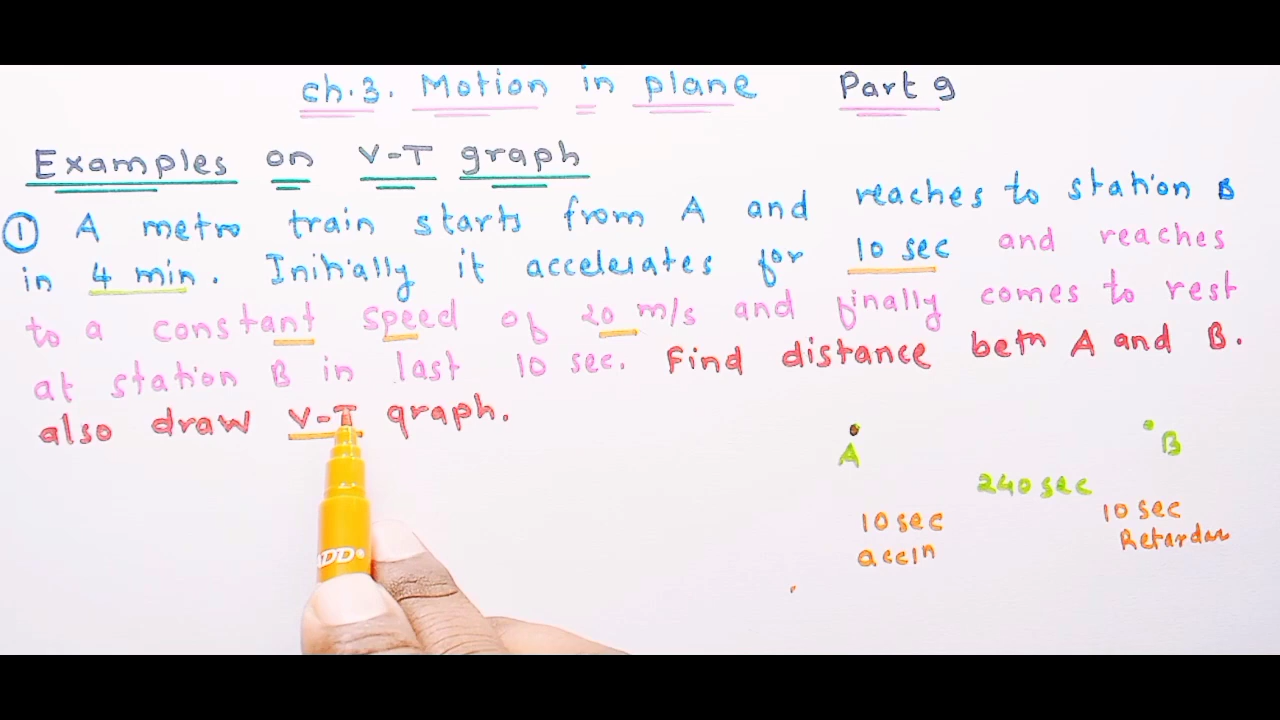 ch.3. Motion in plane Part 9
Examples on V-T graph
① A metro train starts from A and reaches to station B
in 4 min. Initially it accelerates for 10 sec and reaches
to a constant speed of 20 m/s and finally comes to rest
at station B in last 10 sec. Find distance betn A and B.
also draw V-T graph.
A B
240 sec
10 sec 10 sec
accln Retardan
ADD